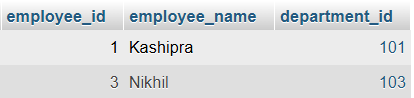 employee_id employee_name department_id
1 Kashipra 101
3 Nikhil 103